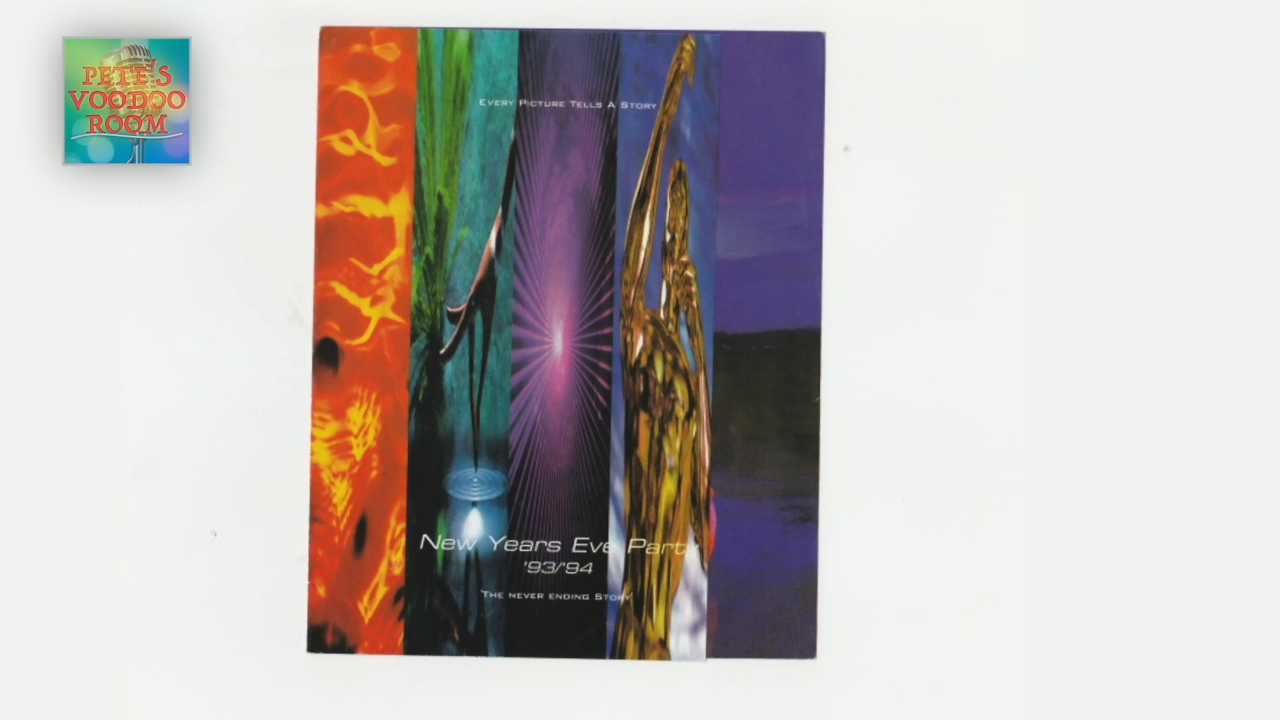 PETE'S
VOODOO
ROOM
EVERY PICTURE TELLS A STORY
New Years Eve Party
'93/'94
'THE NEVER ENDING STORY'